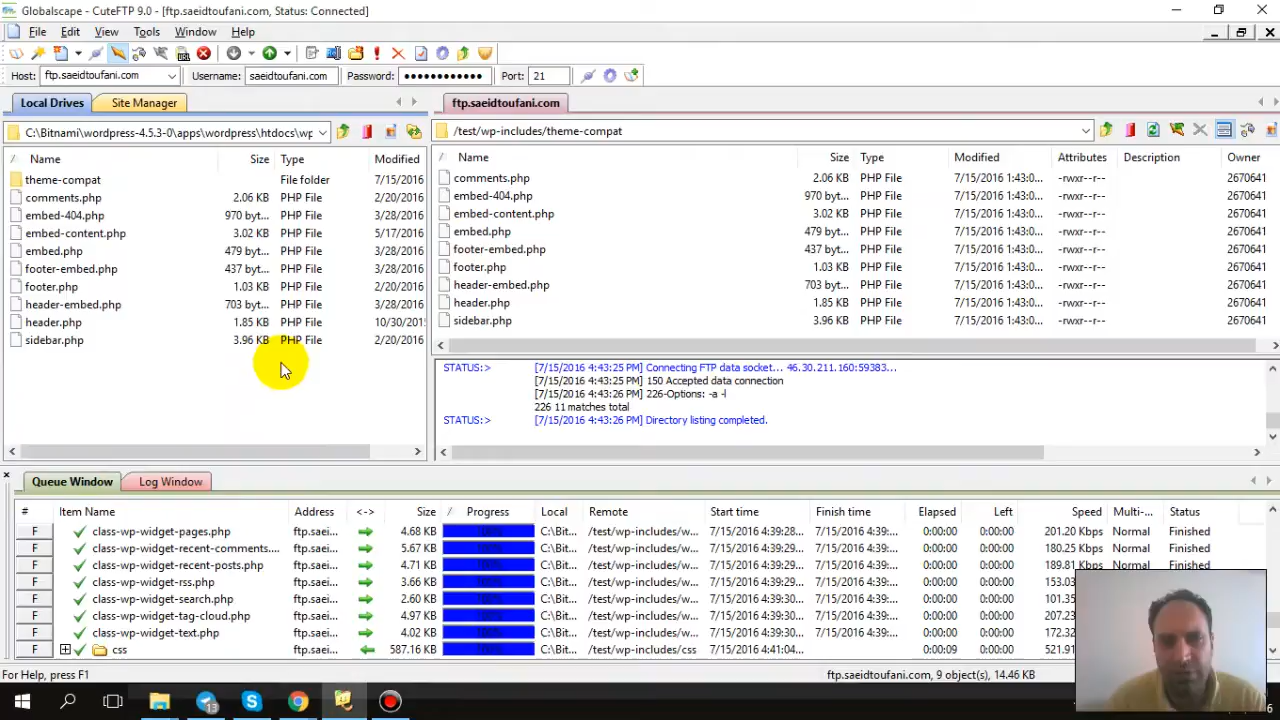 Globalscape - CuteFTP 9.0 - [ftp.saeidtoufani.com, Status: Connected]
File Edit View Tools Window Help
Host: ftp.saeidtoufani.com Username: saeidtoufani.com Password: ●●●●●●●●●●●● Port: 21
Local Drives Site Manager
C:\Bitnami\wordpress-4.5.3-0\apps\wordpress\htdocs\wp
Name Size Type Modified
theme-compat File folder 7/15/2016
comments.php 2.06 KB PHP File 2/20/2016
embed-404.php 970 byt... PHP File 3/28/2016
embed-content.php 3.02 KB PHP File 5/17/2016
embed.php 479 byt... PHP File 3/28/2016
footer-embed.php 437 byt... PHP File 3/28/2016
footer.php 1.03 KB PHP File 2/20/2016
header-embed.php 703 byt... PHP File 3/28/2016
header.php 1.85 KB PHP File 10/30/2015
sidebar.php 3.96 KB PHP File 2/20/2016
ftp.saeidtoufani.com
/test/wp-includes/theme-compat
Name Size Type Modified Attributes Description Owner
comments.php 2.06 KB PHP File 7/15/2016 1:43:0... -rwxr--r-- 2670641
embed-404.php 970 byt... PHP File 7/15/2016 1:43:0... -rwxr--r-- 2670641
embed-content.php 3.02 KB PHP File 7/15/2016 1:43:0... -rwxr--r-- 2670641
embed.php 479 byt... PHP File 7/15/2016 1:43:0... -rwxr--r-- 2670641
footer-embed.php 437 byt... PHP File 7/15/2016 1:43:0... -rwxr--r-- 2670641
footer.php 1.03 KB PHP File 7/15/2016 1:43:0... -rwxr--r-- 2670641
header-embed.php 703 byt... PHP File 7/15/2016 1:43:0... -rwxr--r-- 2670641
header.php 1.85 KB PHP File 7/15/2016 1:43:0... -rwxr--r-- 2670641
sidebar.php 3.96 KB PHP File 7/15/2016 1:43:0... -rwxr--r-- 2670641
STATUS:> [7/15/2016 4:43:25 PM] Connecting FTP data socket... 46.30.211.160:59383...
[7/15/2016 4:43:25 PM] 150 Accepted data connection
[7/15/2016 4:43:26 PM] 226-Options: -a -l
226 11 matches total
STATUS:> [7/15/2016 4:43:26 PM] Directory listing completed.
Queue Window Log Window
# Item Name Address <-> Size / Progress Local Remote Start time Finish time Elapsed Left Speed Multi-... Status
F class-wp-widget-pages.php ftp.saei... 4.68 KB 100% C:\Bit... /test/wp-includes/w... 7/15/2016 4:39:28... 7/15/2016 4:39:... 0:00:00 0:00:00 201.20 Kbps Normal Finished
F class-wp-widget-recent-comments.... ftp.saei... 5.67 KB 100% C:\Bit... /test/wp-includes/w... 7/15/2016 4:39:29... 7/15/2016 4:39:... 0:00:00 0:00:00 180.25 Kbps Normal Finished
F class-wp-widget-recent-posts.php ftp.saei... 4.71 KB 100% C:\Bit... /test/wp-includes/w... 7/15/2016 4:39:29... 7/15/2016 4:39:... 0:00:00 0:00:00 189.81 Kbps Normal Finished
F class-wp-widget-rss.php ftp.saei... 3.66 KB 100% C:\Bit... /test/wp-includes/w... 7/15/2016 4:39:29... 7/15/2016 4:39:... 0:00:00 0:00:00 153.03
F class-wp-widget-search.php ftp.saei... 2.60 KB 100% C:\Bit... /test/wp-includes/w... 7/15/2016 4:39:30... 7/15/2016 4:39:... 0:00:00 0:00:00 101.35
F class-wp-widget-tag-cloud.php ftp.saei... 4.97 KB 100% C:\Bit... /test/wp-includes/w... 7/15/2016 4:39:30... 7/15/2016 4:39:... 0:00:00 0:00:00 207.23
F class-wp-widget-text.php ftp.saei... 4.02 KB 100% C:\Bit... /test/wp-includes/w... 7/15/2016 4:39:30... 7/15/2016 4:39:... 0:00:00 0:00:00 172.32
F css ftp.saei... 587.16 KB 100% C:\Bit... /test/wp-includes/css 7/15/2016 4:41:04... 0:00:09 0:00:00 521.91
For Help, press F1 ftp.saeidtoufani.com, 9 object(s), 14.46 KB
13